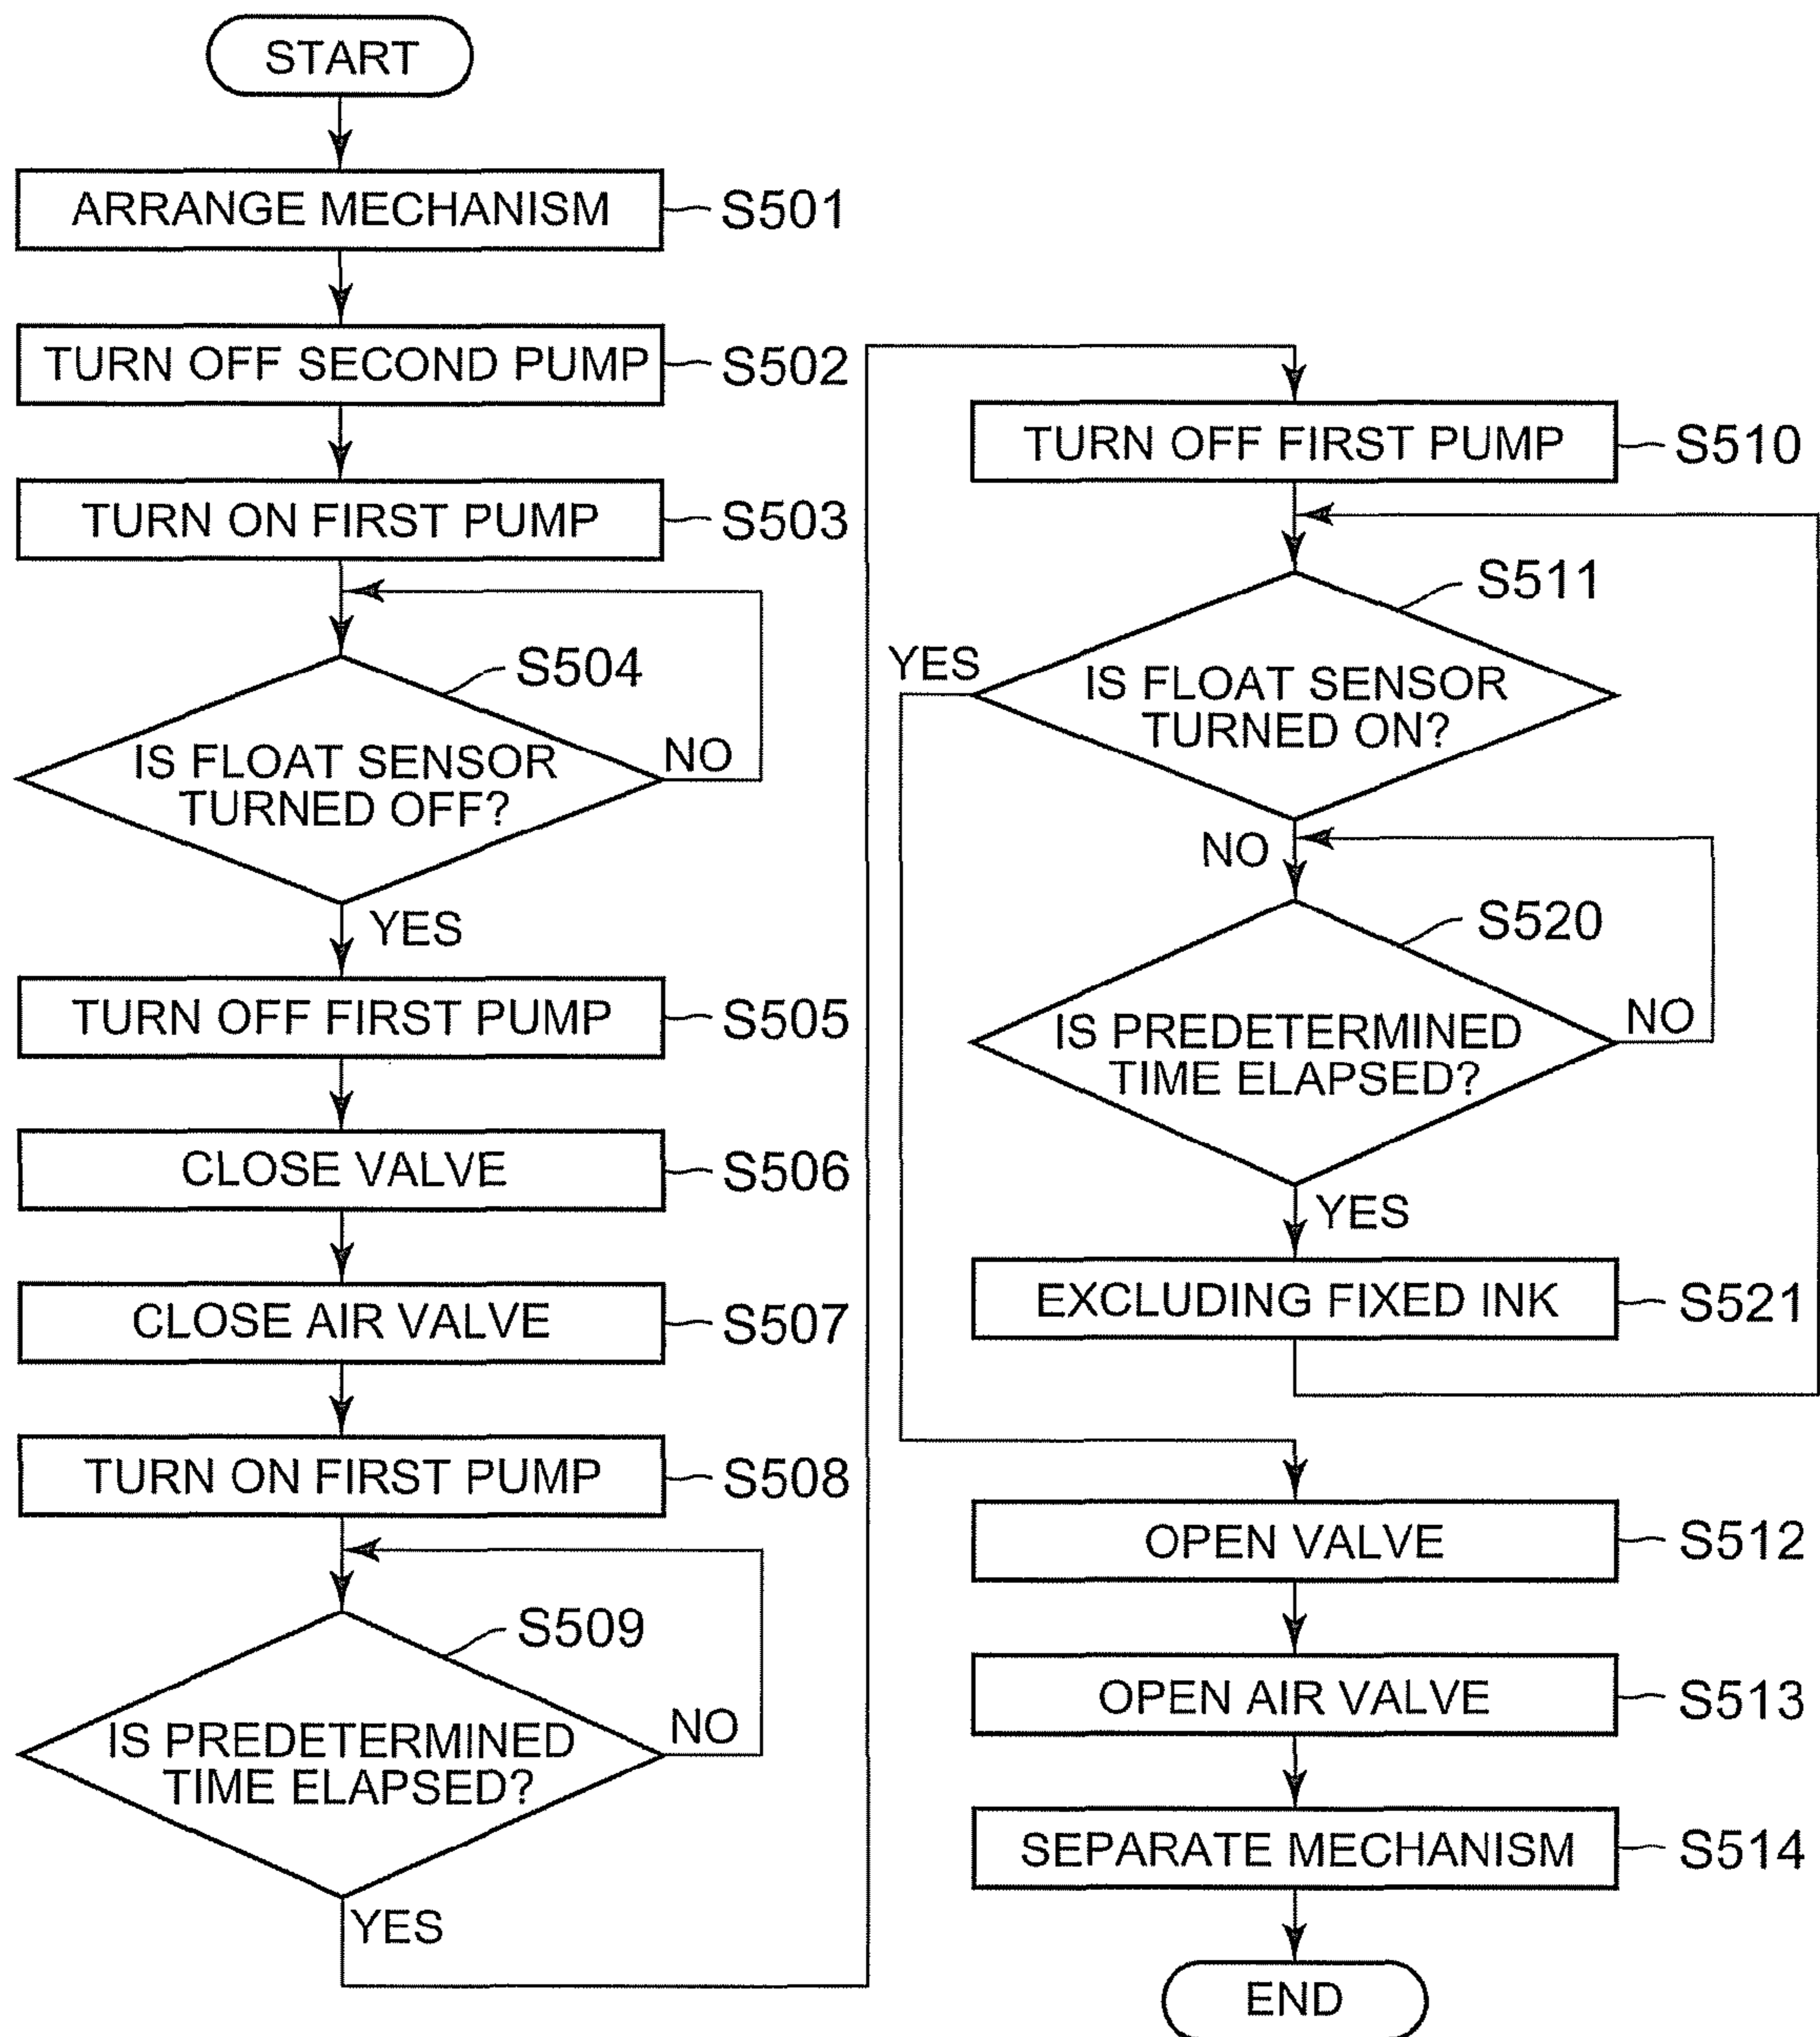 START
ARRANGE MECHANISM
S501
TURN OFF SECOND PUMP
S502
TURN ON FIRST PUMP
S503
S504
IS FLOAT SENSOR
TURNED OFF?
NO
YES
TURN OFF FIRST PUMP
S505
CLOSE VALVE
S506
CLOSE AIR VALVE
S507
TURN ON FIRST PUMP
S508
S509
IS PREDETERMINED
TIME ELAPSED?
NO
YES
TURN OFF FIRST PUMP
S510
S511
YES
IS FLOAT SENSOR
TURNED ON?
NO
S520
IS PREDETERMINED
TIME ELAPSED?
NO
YES
EXCLUDING FIXED INK
S521
OPEN VALVE
S512
OPEN AIR VALVE
S513
SEPARATE MECHANISM
S514
END